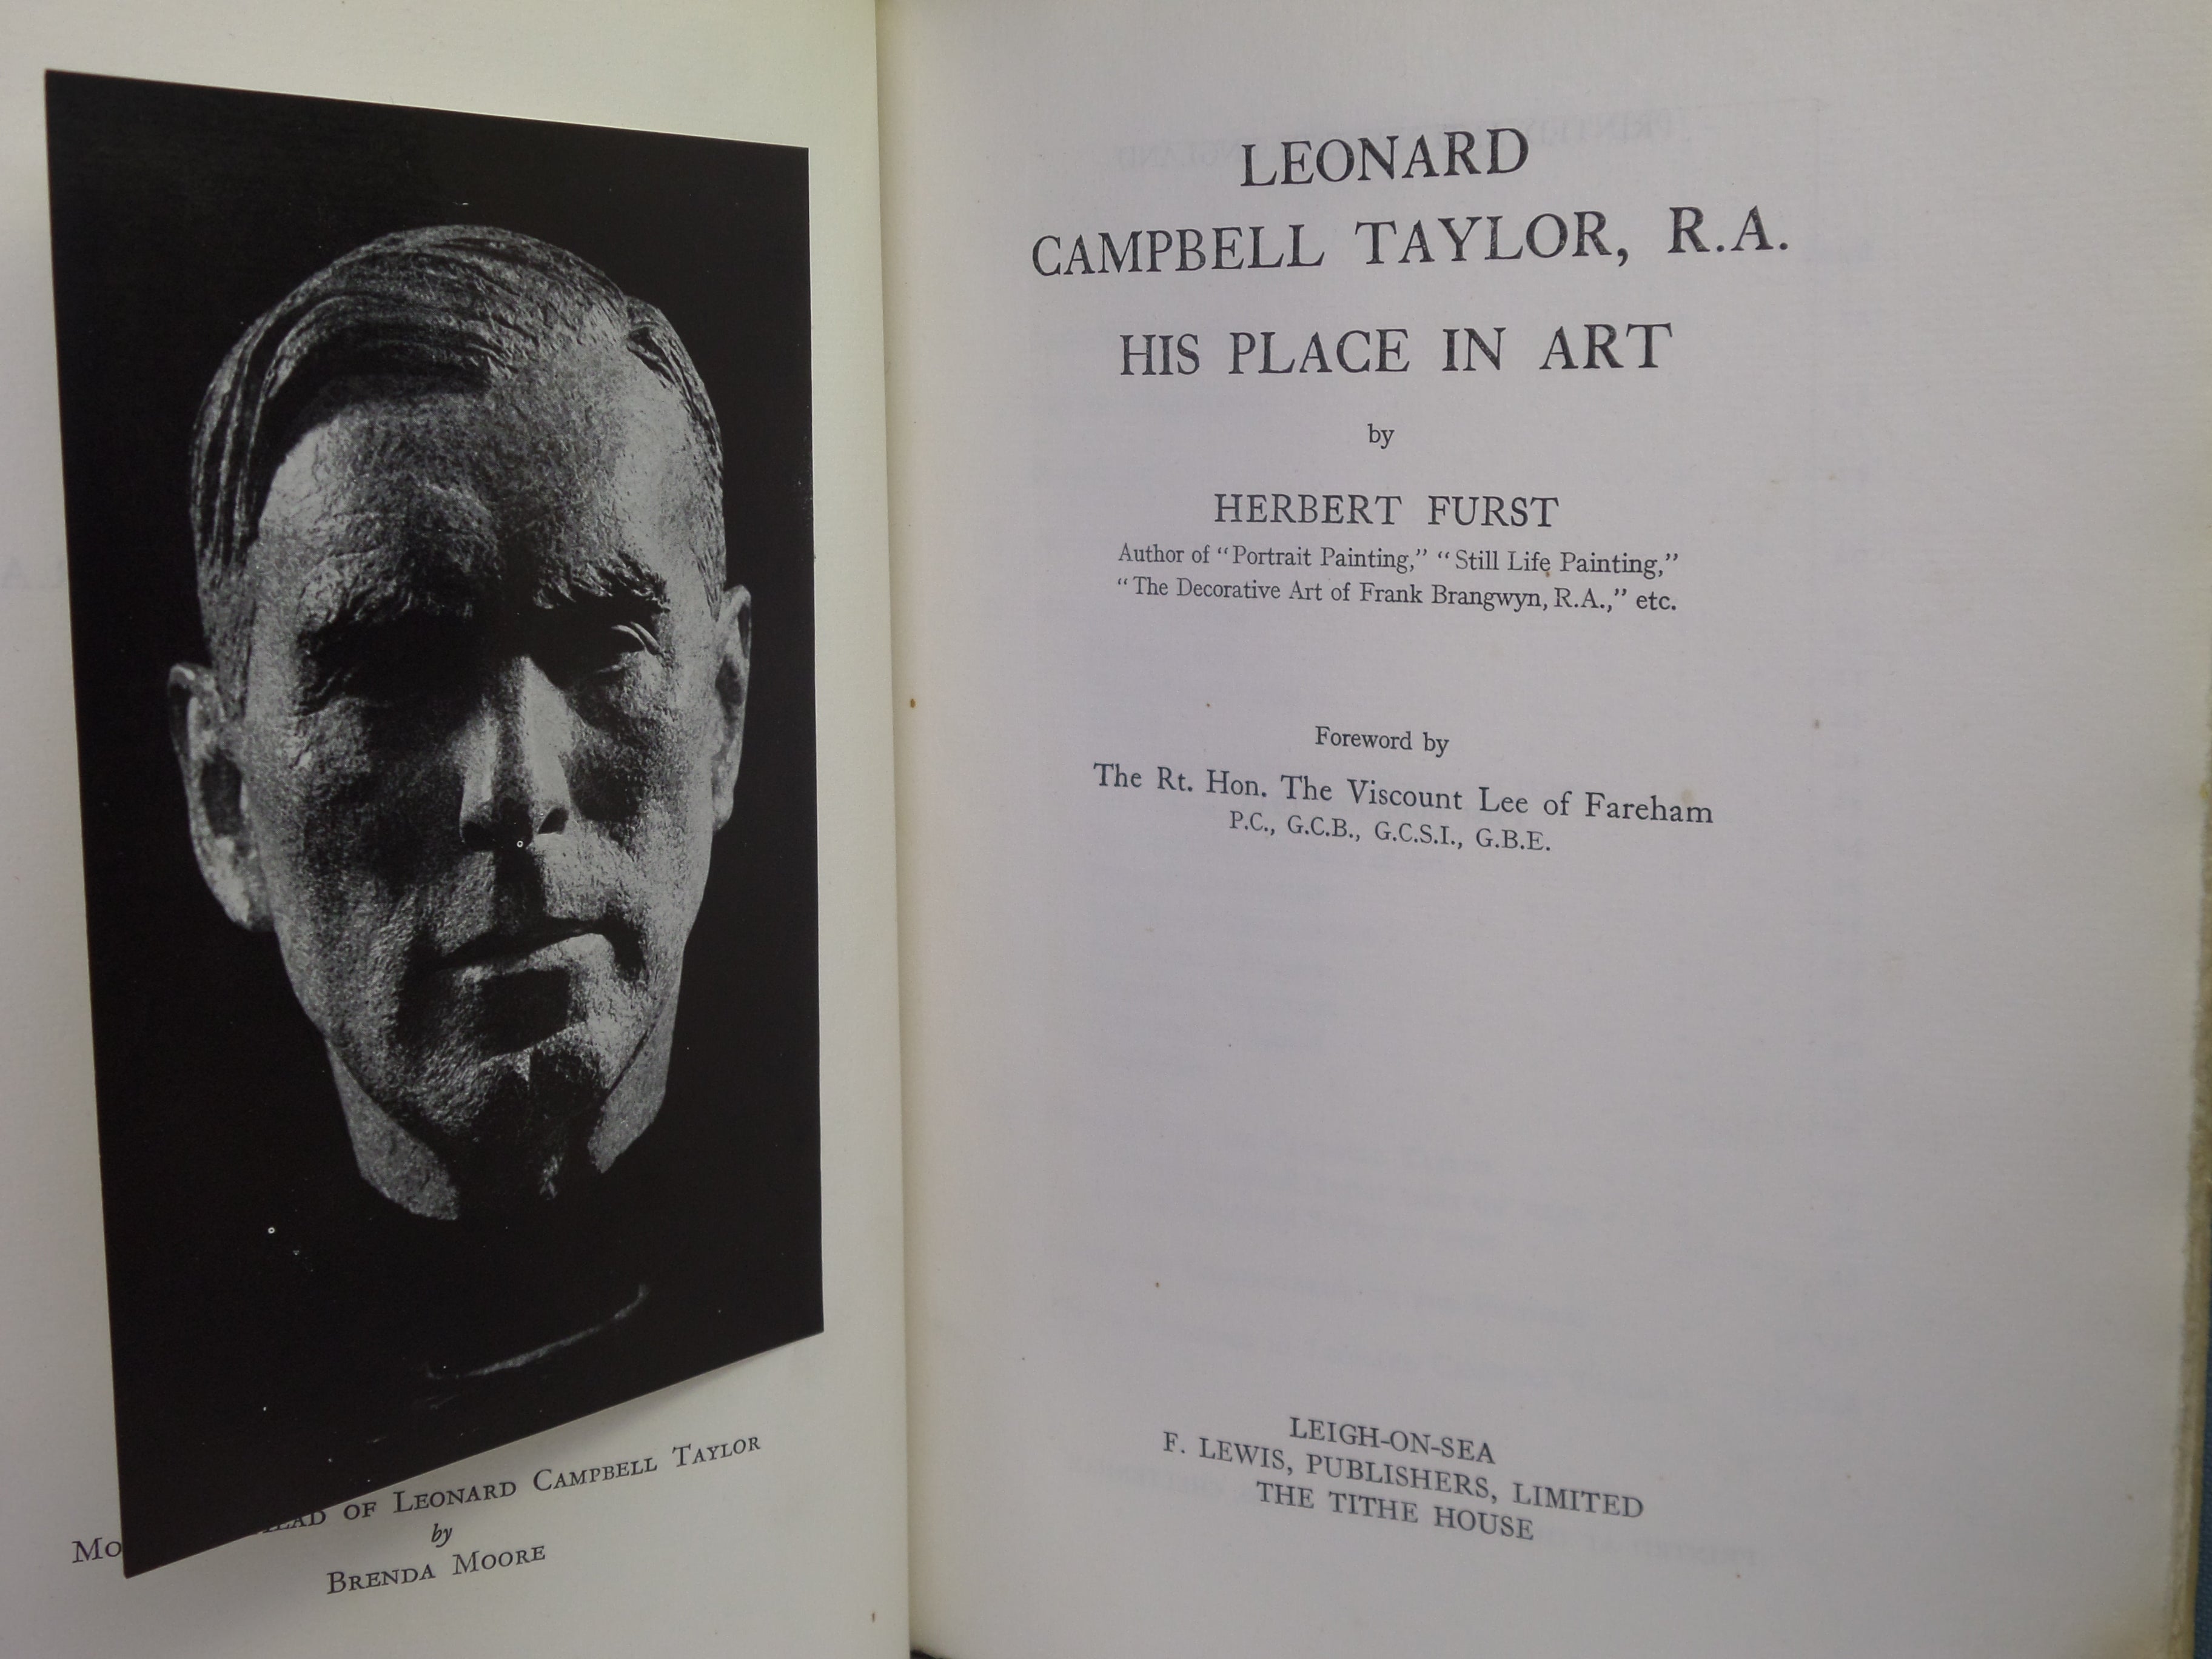 HEAD OF LEONARD CAMPBELL TAYLOR
by
BRENDA MOORE
LEONARD
CAMPBELL TAYLOR, R.A.
HIS PLACE IN ART
by
HERBERT FURST
Author of “Portrait Painting,” “Still Life Painting,”
“The Decorative Art of Frank Brangwyn, R.A.,” etc.
Foreword by
The Rt. Hon. The Viscount Lee of Fareham
P.C., G.C.B., G.C.S.I., G.B.E.
LEIGH-ON-SEA
F. LEWIS, PUBLISHERS, LIMITED
THE TITHE HOUSE